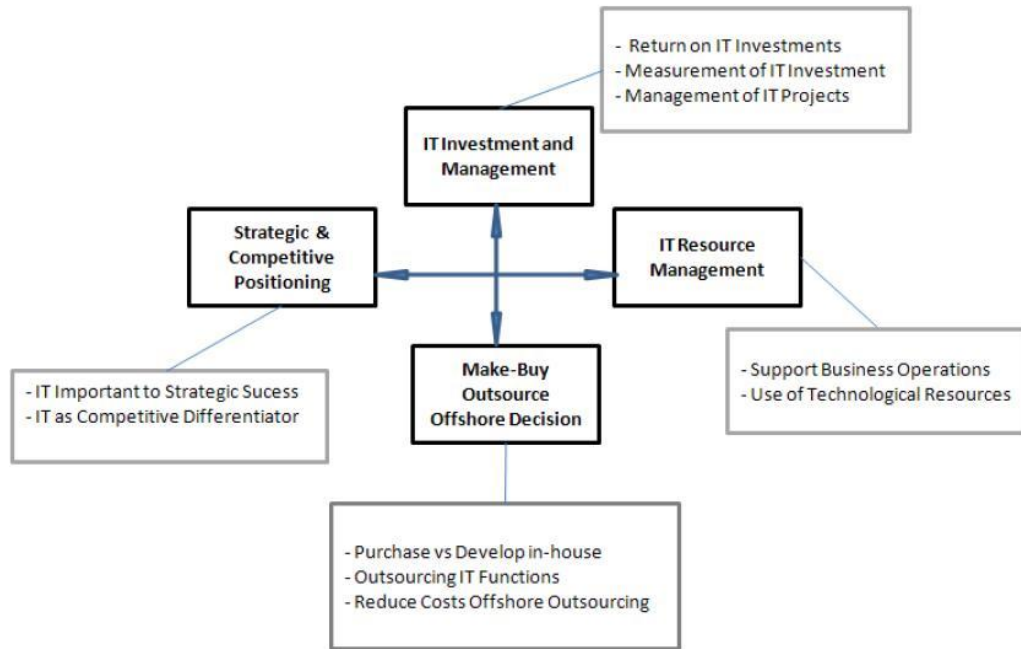 - Return on IT Investments
- Measurement of IT Investment
- Management of IT Projects
IT Investment and
Management
Strategic &
Competitive
Positioning
IT Resource
Management
- IT Important to Strategic Sucess
- IT as Competitive Differentiator
Make-Buy
Outsource
Offshore Decision
- Support Business Operations
- Use of Technological Resources
- Purchase vs Develop in-house
- Outsourcing IT Functions
- Reduce Costs Offshore Outsourcing